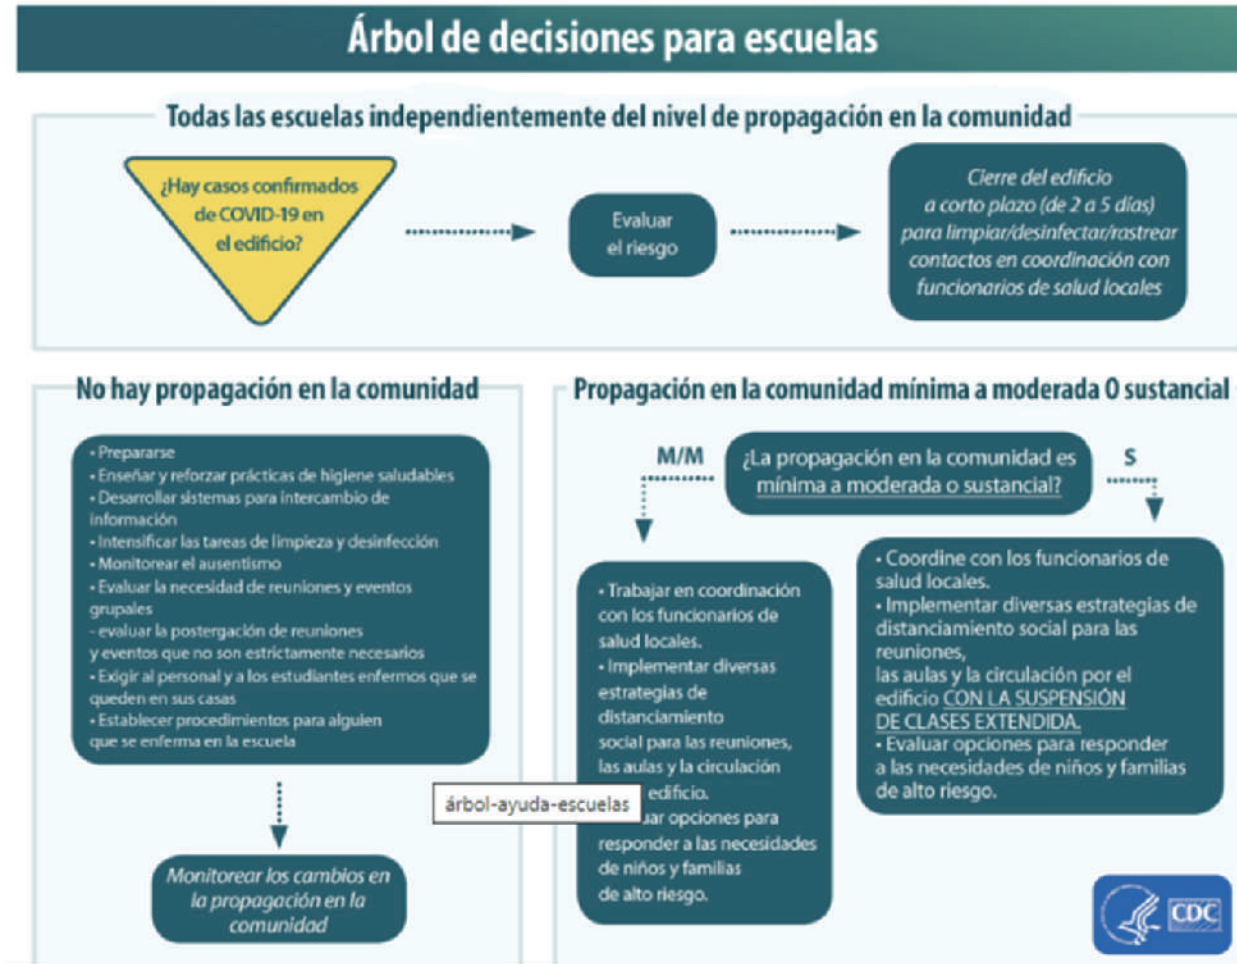 Árbol de decisiones para escuelas
Todas las escuelas independientemente del nivel de propagación en la comunidad
¿Hay casos confirmados
de COVID-19 en
el edificio?
Evaluar
el riesgo
Cierre del edificio
a corto plazo (de 2 a 5 días)
para limpiar/desinfectar/rastrear
contactos en coordinación con
funcionarios de salud locales
No hay propagación en la comunidad
• Prepararse
• Enseñar y reforzar prácticas de higiene saludables
• Desarrollar sistemas para intercambio de
información
• Intensificar las tareas de limpieza y desinfección
• Monitorear el ausentismo
• Evaluar la necesidad de reuniones y eventos
grupales
- evaluar la postergación de reuniones
y eventos que no son estrictamente necesarios
• Exigir al personal y a los estudiantes enfermos que se
queden en sus casas
• Establecer procedimientos para alguien
que se enferma en la escuela
Monitorear los cambios en
la propagación en la
comunidad
Propagación en la comunidad mínima a moderada O sustancial
M/M
¿La propagación en la comunidad es
mínima a moderada o sustancial?
S
• Trabajar en coordinación
con los funcionarios de
salud locales.
• Implementar diversas
estrategias de
distanciamiento
social para las reuniones,
las aulas y la circulación
edificio.
uar opciones para
responder a las necesidades
de niños y familias
de alto riesgo.
árbol-ayuda-escuelas
• Coordine con los funcionarios de
salud locales.
• Implementar diversas estrategias de
distanciamiento social para las
reuniones,
las aulas y la circulación por el
edificio CON LA SUSPENSIÓN
DE CLASES EXTENDIDA.
• Evaluar opciones para responder
a las necesidades de niños y familias
de alto riesgo.
CDC